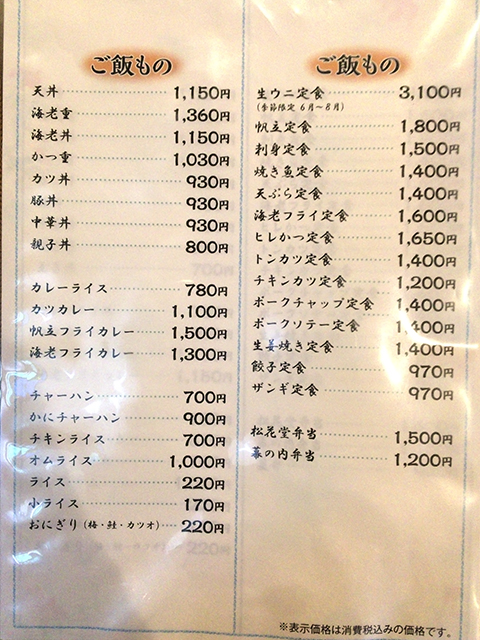 ご飯もの
天丼 1,150円
海老重 1,360円
海老丼 1,150円
かつ重 1,030円
カツ丼 930円
豚丼 930円
中華丼 930円
親子丼 800円
カレーライス 780円
カツカレー 1,100円
帆立フライカレー 1,500円
海老フライカレー 1,300円
チャーハン 700円
かにチャーハン 900円
チキンライス 700円
オムライス 1,000円
ライス 220円
小ライス 170円
おにぎり(梅・鮭・カツオ) 220円
ご飯もの
生ウニ定食 3,100円
(季節限定 6月～8月)
帆立定食 1,800円
刺身定食 1,500円
焼き魚定食 1,400円
天ぷら定食 1,400円
海老フライ定食 1,600円
ヒレかつ定食 1,650円
トンカツ定食 1,400円
チキンカツ定食 1,200円
ポークチャップ定食 1,400円
ポークソテー定食 1,400円
生姜焼き定食 1,400円
餃子定食 970円
ザンギ定食 970円
松花堂弁当 1,500円
幕の内弁当 1,200円
※表示価格は消費税込みの価格です。